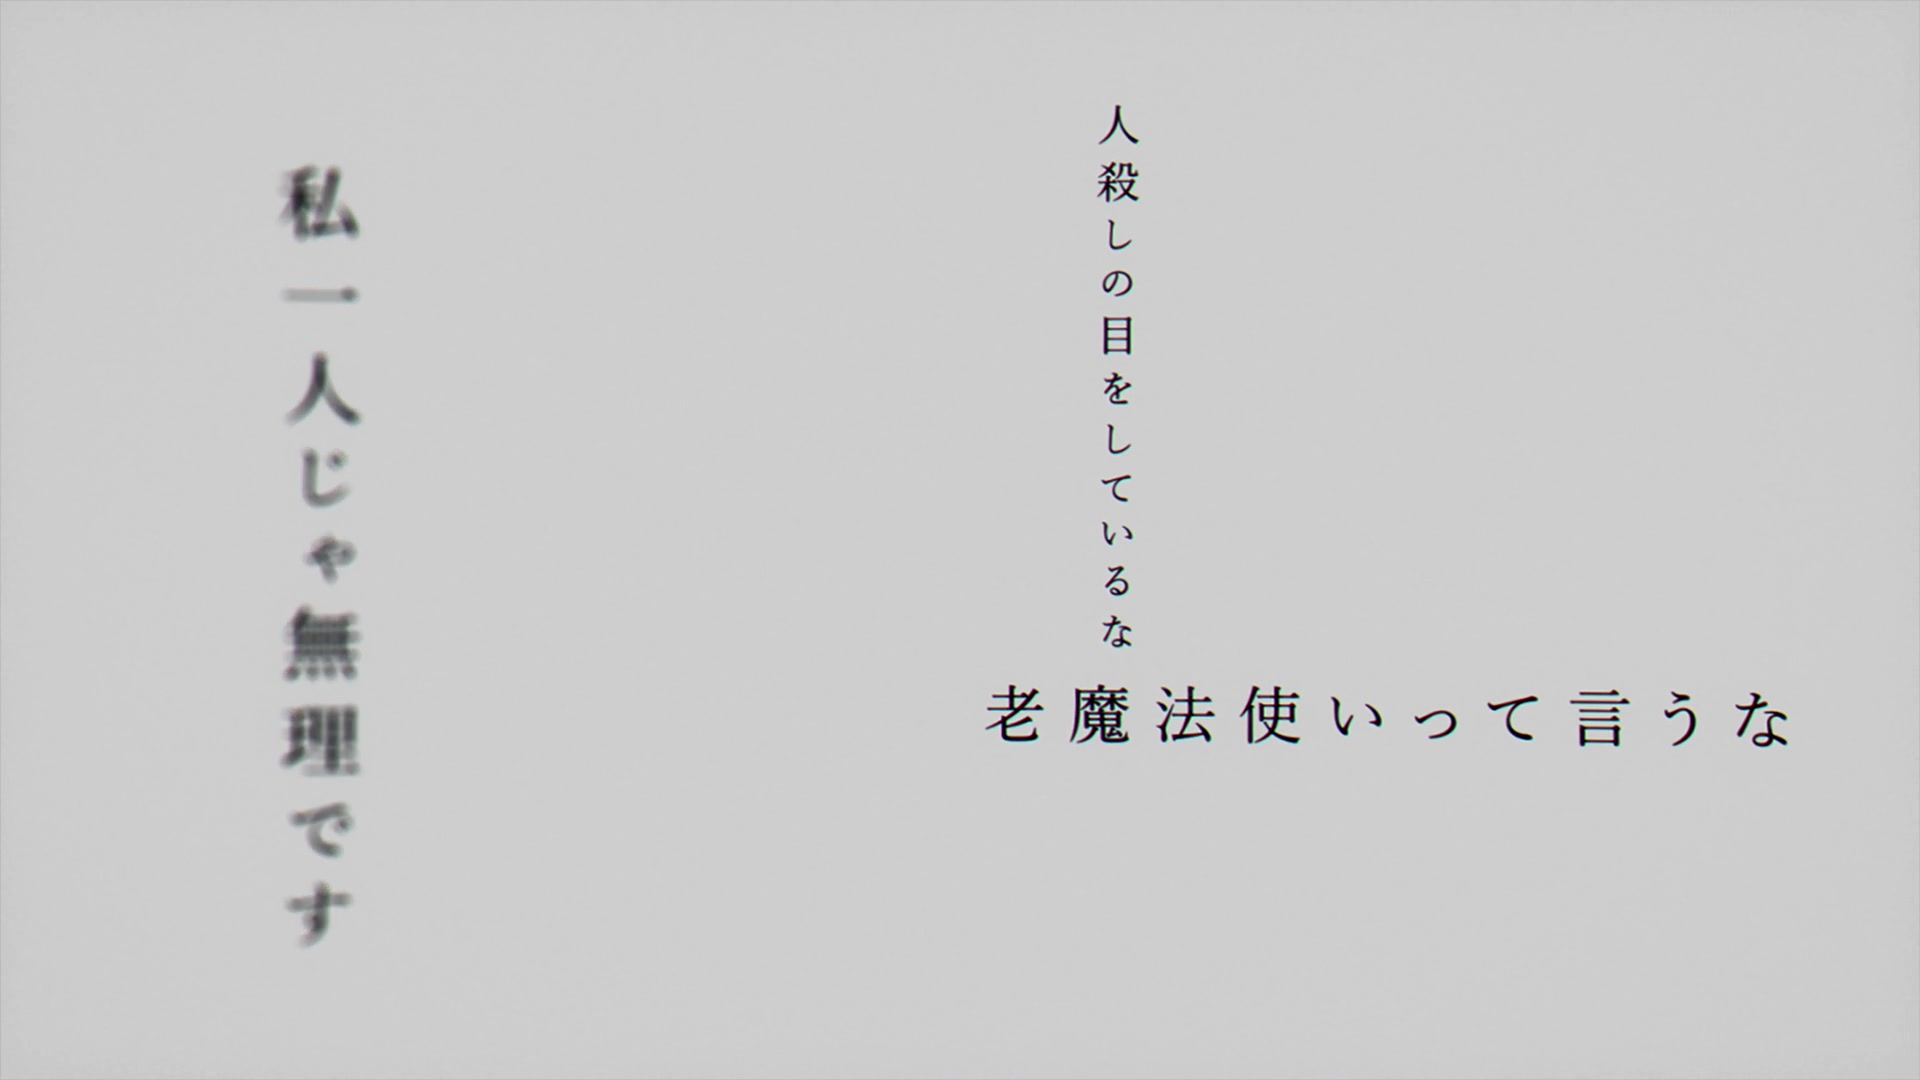 人殺しの目をしているな
老魔法使いって言うな
私一人じゃ無理です